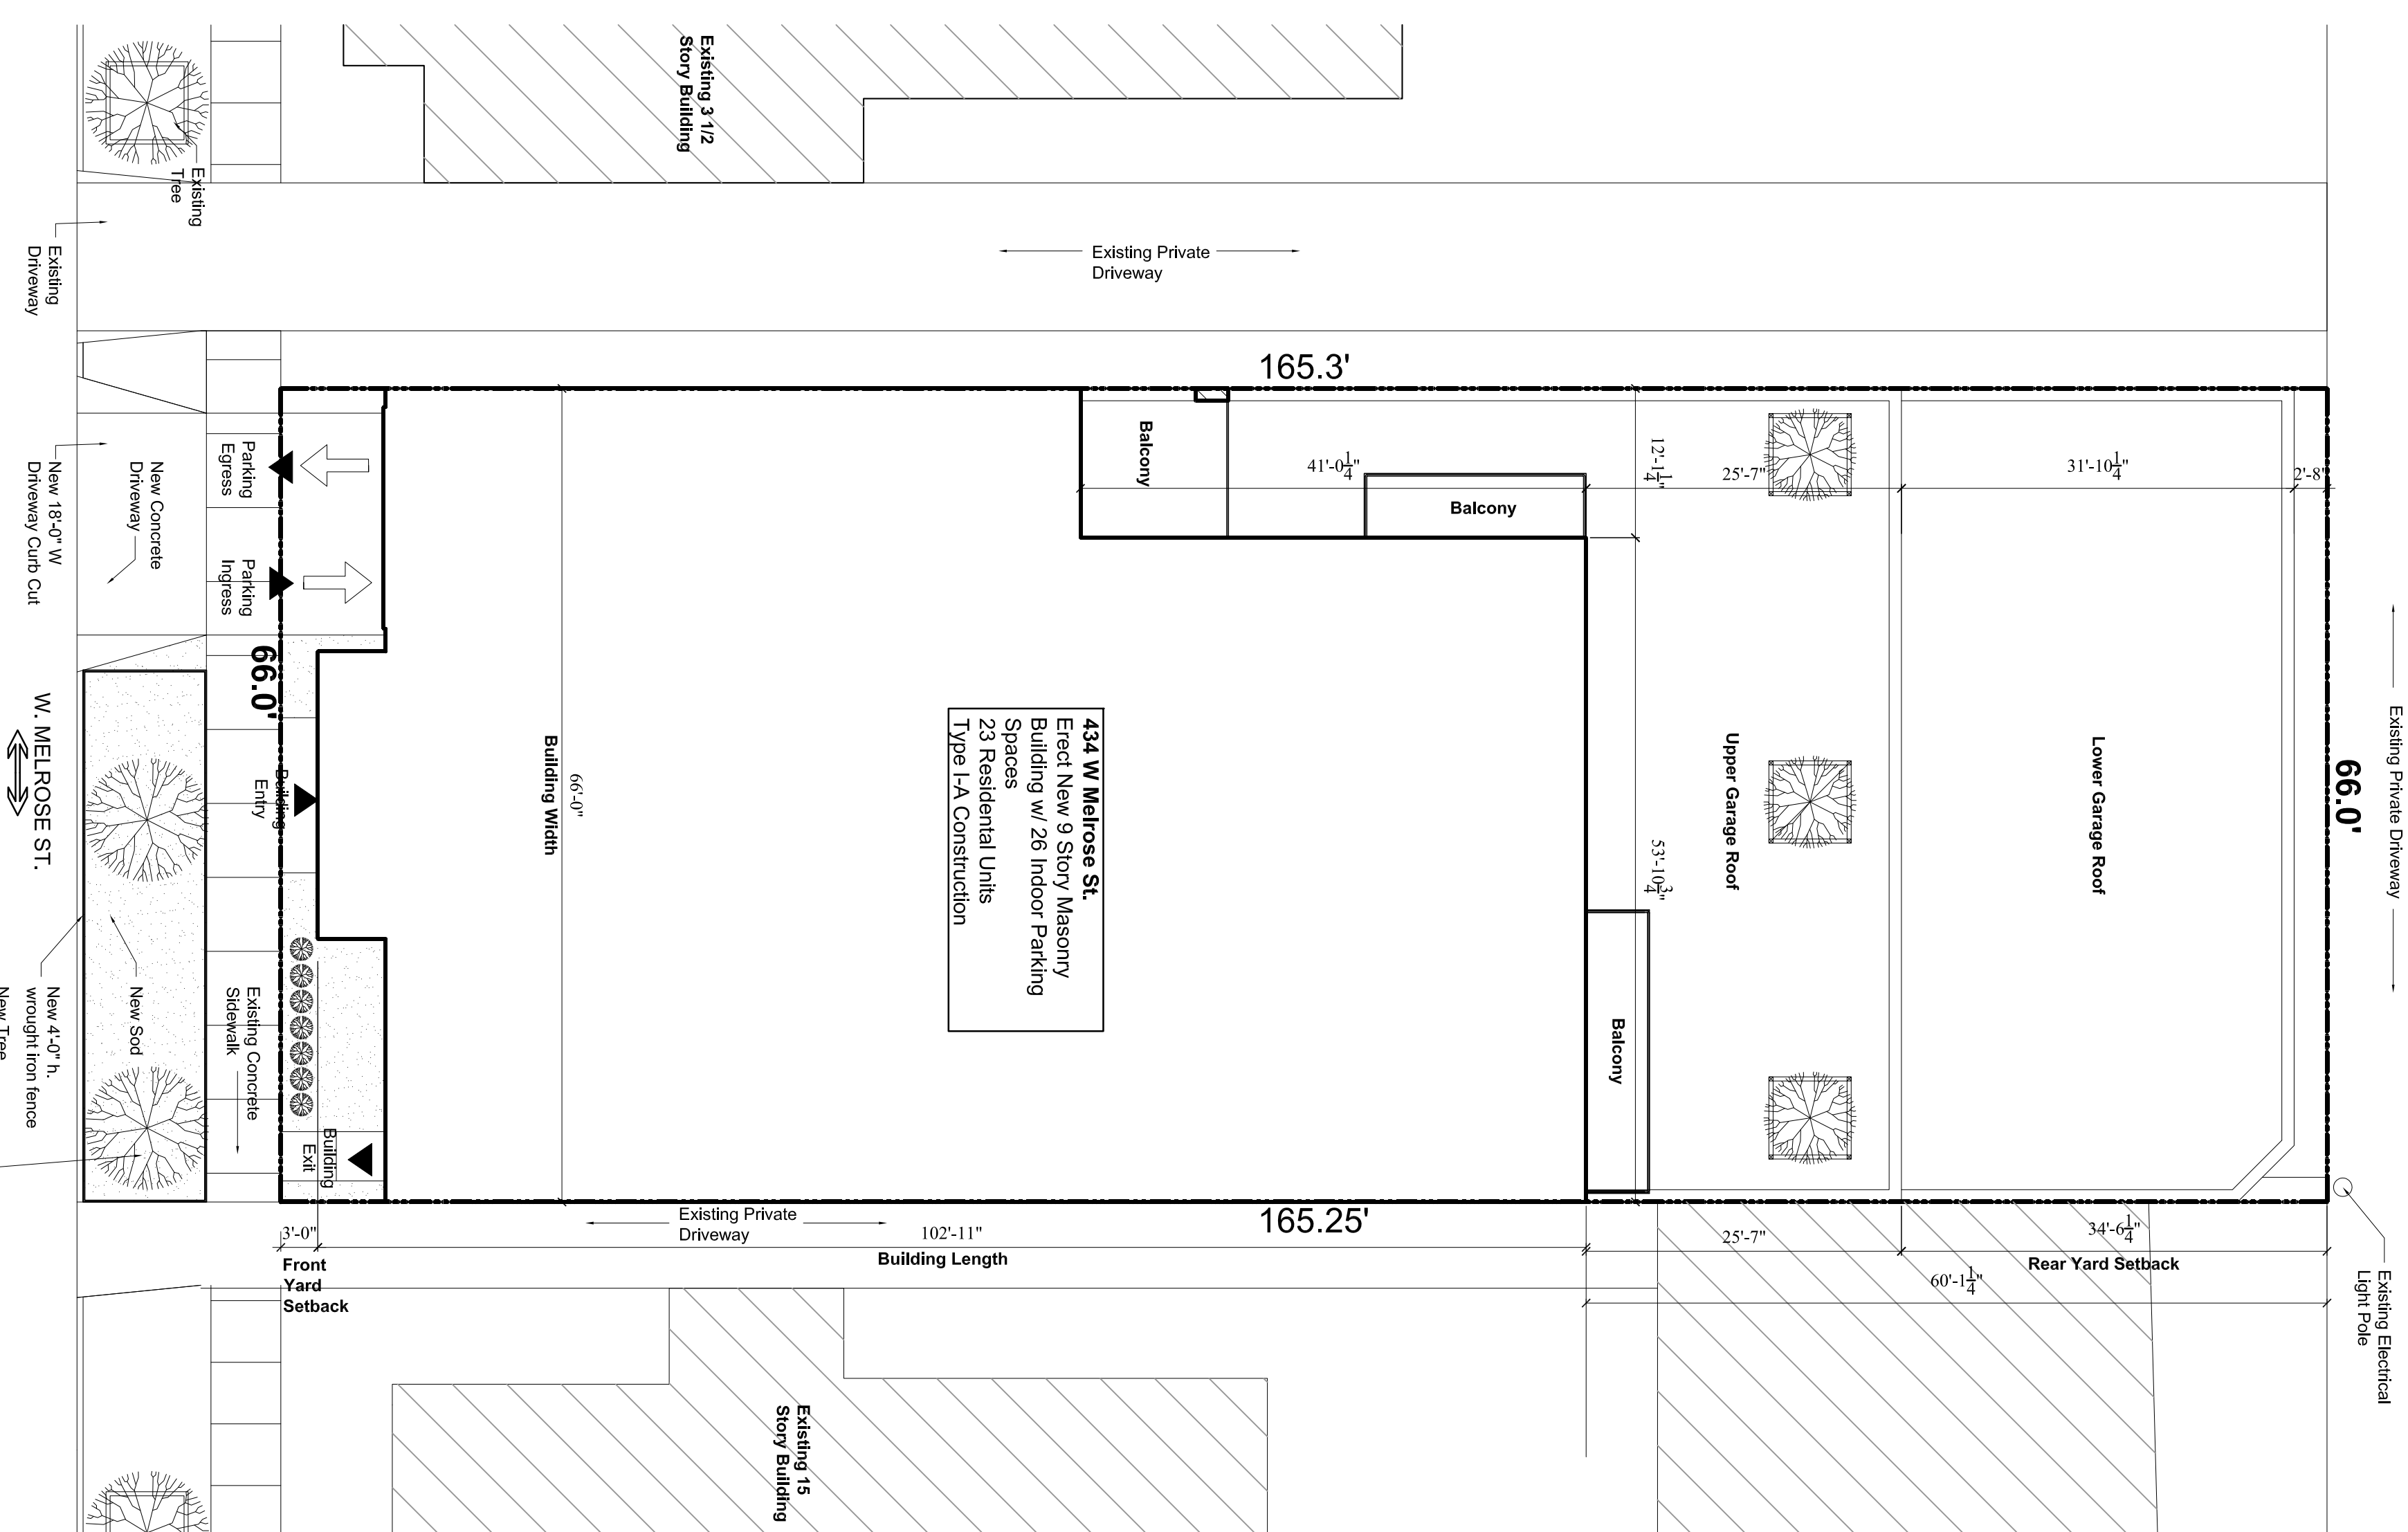 Existing 3 1/2
Story Building
Existing
Tree
Existing
Driveway
Existing Private
Driveway
165.3'
Existing Private Driveway
Parking
Egress
Parking
Ingress
New Concrete
Driveway
New 18'-0" W
Driveway Curb Cut
Balcony
41'-0 1/4"
Balcony
12'-1 1/4"
25'-7"
31'-10 1/4"
2'-8"
66.0'
66.0'
W. MELROSE ST.
Building
Entry
66'-0"
Building Width
434 W Melrose St.
Erect New 9 Story Masonry
Building w/ 26 Indoor Parking
Spaces
23 Residental Units
Type I-A Construction
Upper Garage Roof
Lower Garage Roof
53'-10 3/4"
Balcony
Existing Concrete
Sidewalk
New Sod
New 4'-0" h.
wrought iron fence
New Tree
Building
Exit
3'-0"
Front
Yard
Setback
Existing Private
Driveway
102'-11"
Building Length
165.25'
25'-7"
34'-6 1/4"
Rear Yard Setback
60'-1 1/4"
Existing Electrical
Light Pole
Existing 15
Story Building